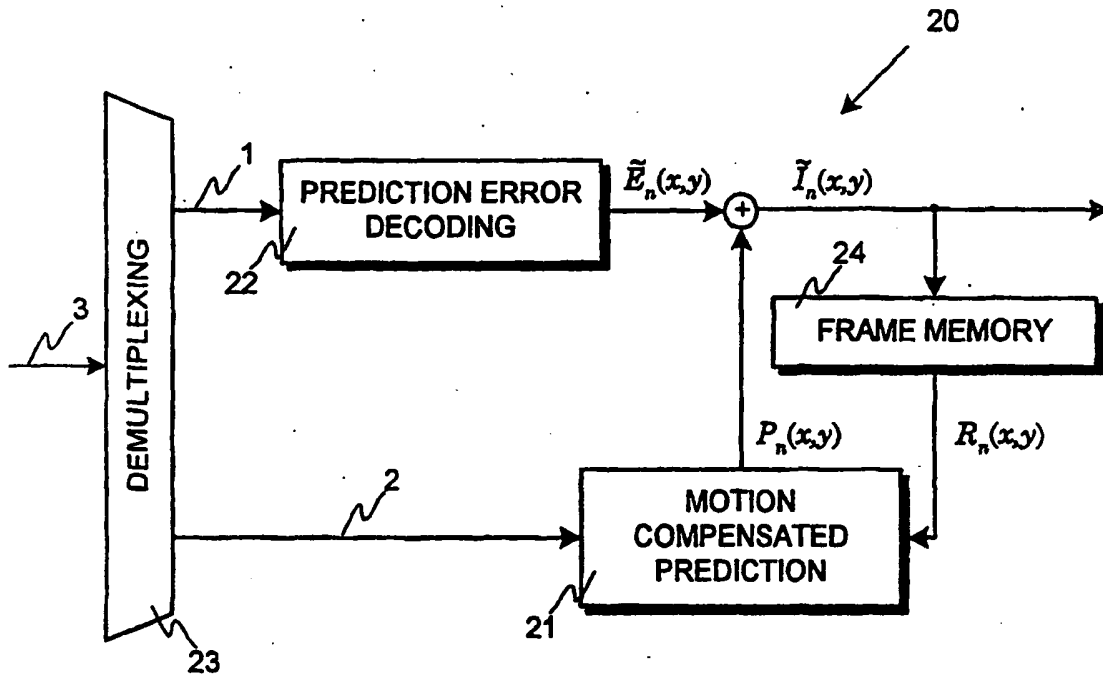 20
1
PREDICTION ERROR
DECODING
22
Ẽₙ(x,y)
+
Ĩₙ(x,y)
24
FRAME MEMORY
3
DEMULTIPLEXING
Pₙ(x,y)
Rₙ(x,y)
2
MOTION
COMPENSATED
PREDICTION
21
23